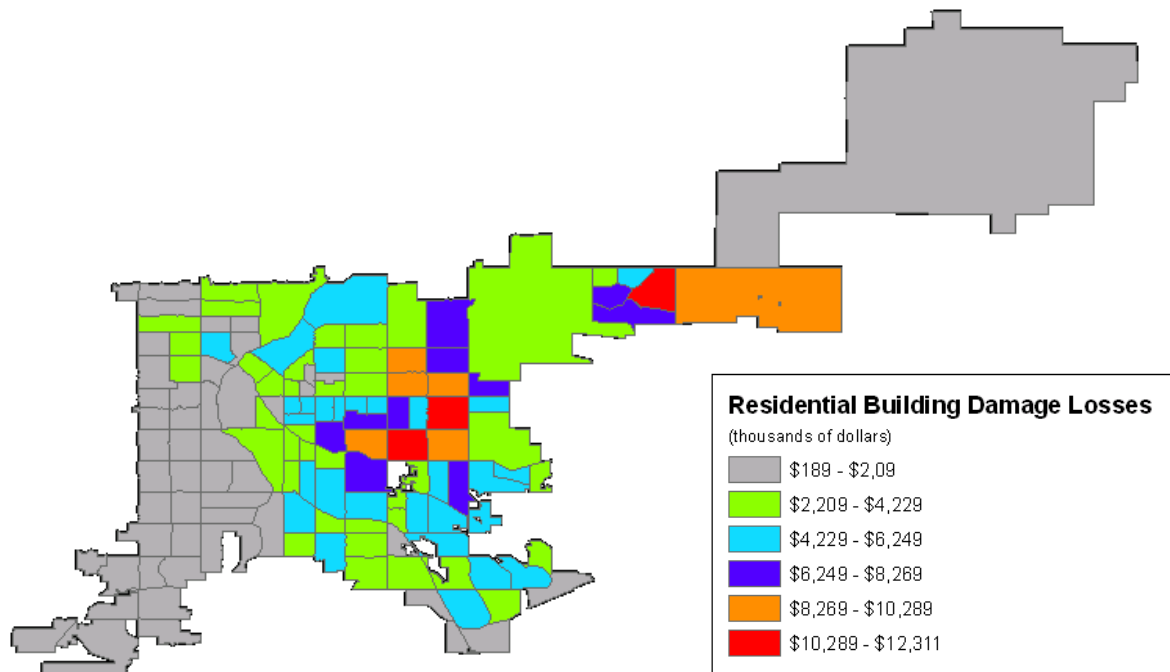 Residential Building Damage Losses
(thousands of dollars)
$189 - $2,09
$2,209 - $4,229
$4,229 - $6,249
$6,249 - $8,269
$8,269 - $10,289
$10,289 - $12,311